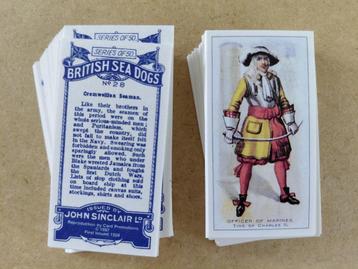 SERIES OF 50
SERIES OF 50
BRITISH SEA DOGS
No 28
Cromwellian Seaman.
Like their brothers in
the army, the seamen of
this period were on the
whole serious-minded men;
and Puritanism, which
swept the country, did
not fail to make itself felt
in the Navy. Swearing was
forbidden and smoking only
sparingly allowed. Such
were the men who under
Blake wrested Jamaica from
the Spaniards and fought
the first Dutch Wars.
Lists of slop clothing sold
on board ship at this
time included canvas suits,
stockings, shirts and shoes.
ISSUED BY
JOHN SINCLAIR LD.
Reproduction by Card Promotions
© 1997
First Issued 1928
OFFICER OF MARINES,
TIME OF CHARLES II.